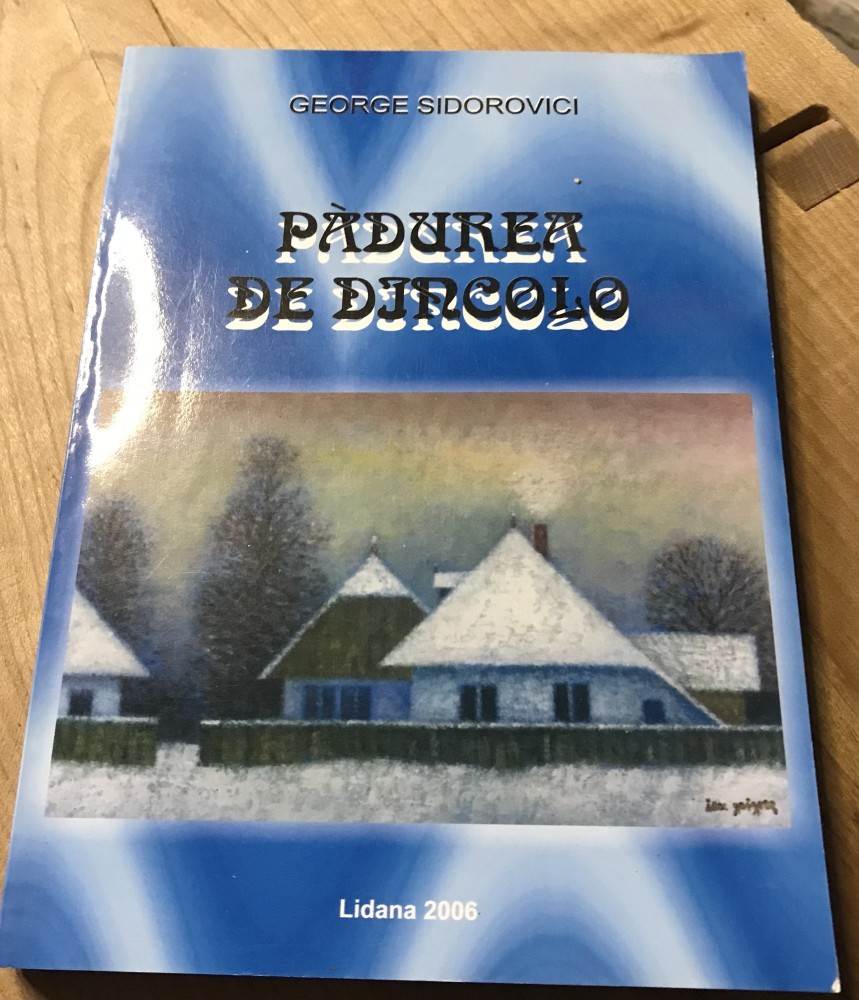 GEORGE SIDOROVICI
PÀDUREA
DE DINCOLO
Lidana 2006